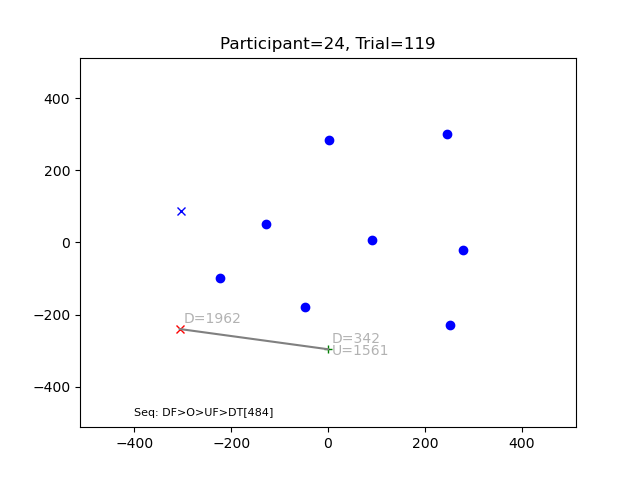 Participant=24, Trial=119
400
200
0
−200
−400
D=1962
D=342
U=1561
Seq: DF>O>UF>DT[484]
−400 −200 0 200 400